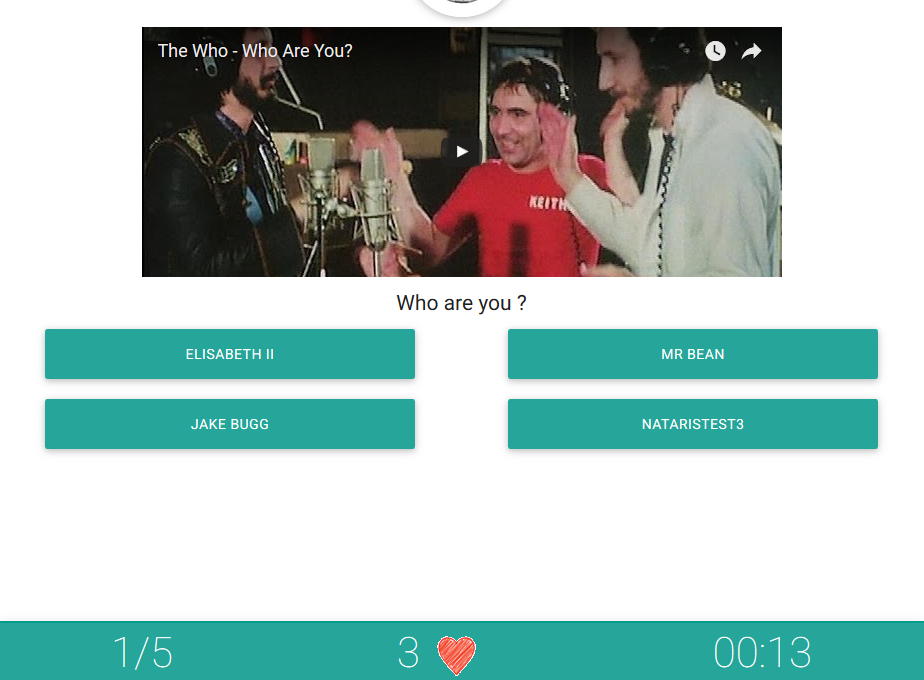 The Who - Who Are You?
KEITH
Who are you ?
ELISABETH II
MR BEAN
JAKE BUGG
NATARISTEST3
1/5
3
00:13